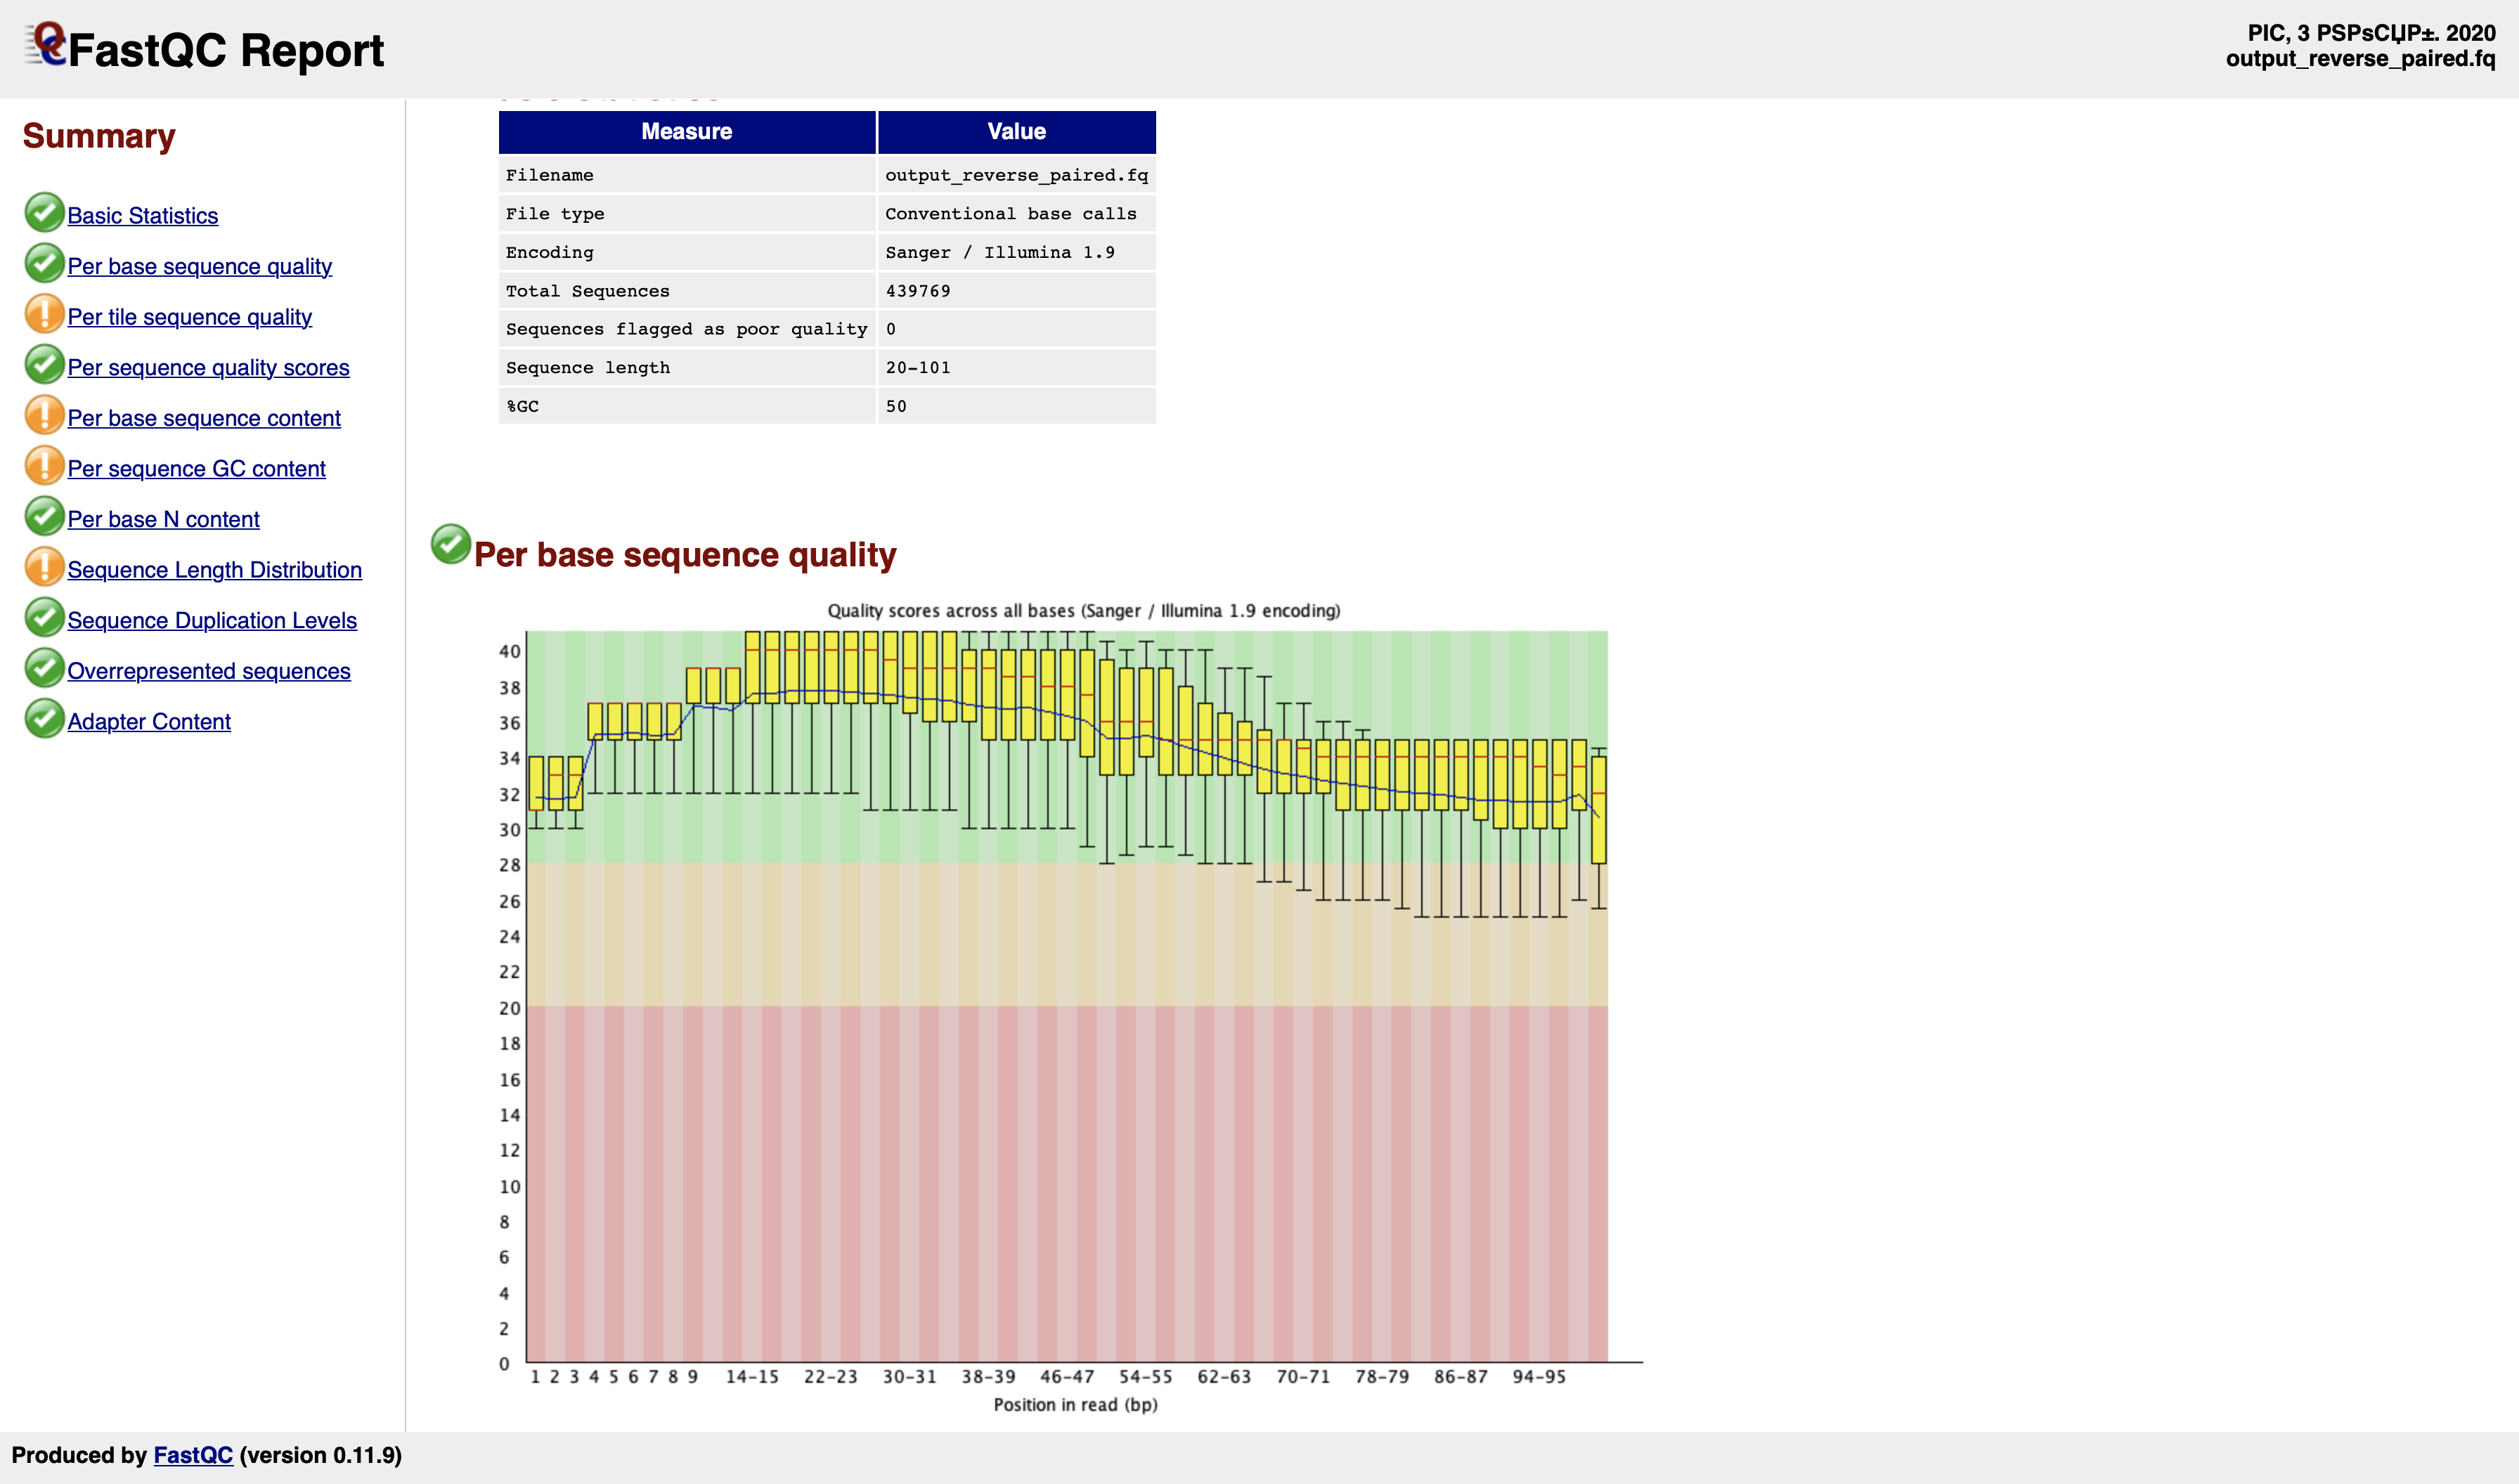 FastQC Report
PIC, 3 PSPsCЏP±. 2020
output_reverse_paired.fq
Summary
Basic Statistics
Per base sequence quality
Per tile sequence quality
Per sequence quality scores
Per base sequence content
Per sequence GC content
Per base N content
Sequence Length Distribution
Sequence Duplication Levels
Overrepresented sequences
Adapter Content
Measure Value
Filename output_reverse_paired.fq
File type Conventional base calls
Encoding Sanger / Illumina 1.9
Total Sequences 439769
Sequences flagged as poor quality 0
Sequence length 20-101
%GC 50
Per base sequence quality
Quality scores across all bases (Sanger / Illumina 1.9 encoding)
40
38
36
34
32
30
28
26
24
22
20
18
16
14
12
10
8
6
4
2
0
1 2 3 4 5 6 7 8 9 14-15 22-23 30-31 38-39 46-47 54-55 62-63 70-71 78-79 86-87 94-95
Position in read (bp)
Produced by FastQC (version 0.11.9)